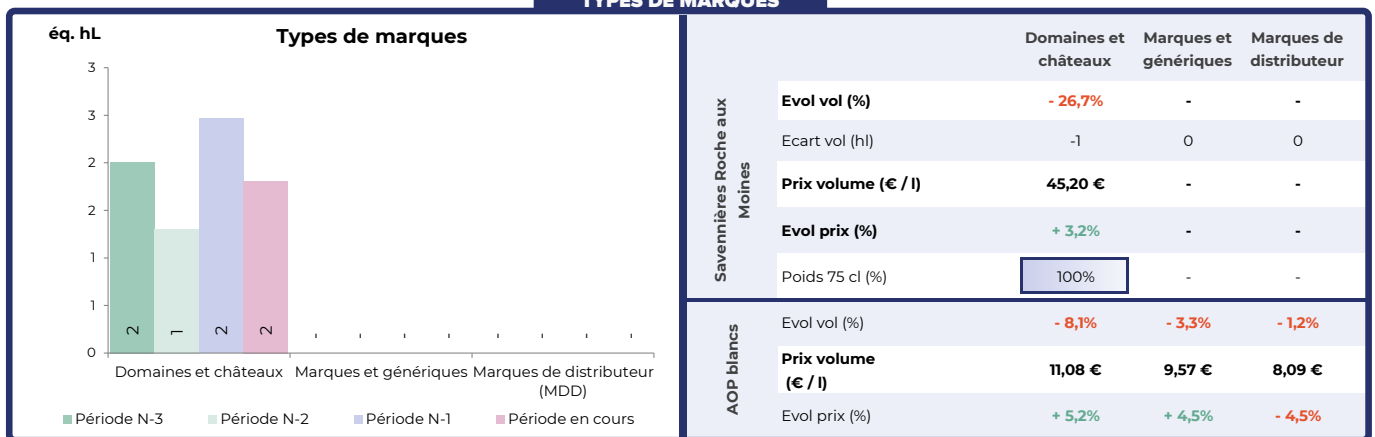 TYPES DE MARQUES
éq. hL
Types de marques
3
3
2
2
1
1
0
2
1
2
2
- - - - - - - -
Domaines et châteaux Marques et génériques Marques de distributeur
(MDD)
Période N-3 Période N-2 Période N-1 Période en cours
Domaines et Marques et Marques de
châteaux génériques distributeur
Savennières Roche aux
Moines
Evol vol (%) - 26,7% - -
Ecart vol (hl) -1 0 0
Prix volume (€ / l) 45,20 € - -
Evol prix (%) + 3,2% - -
Poids 75 cl (%) 100% - -
AOP blancs
Evol vol (%) - 8,1% - 3,3% - 1,2%
Prix volume
(€ / l) 11,08 € 9,57 € 8,09 €
Evol prix (%) + 5,2% + 4,5% - 4,5%